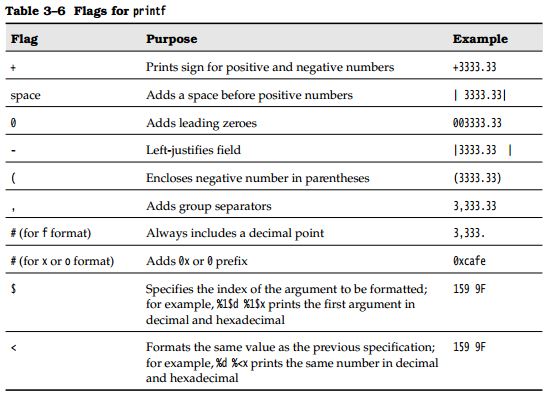 Table 3–6 Flags for printf
Flag Purpose Example
+ Prints sign for positive and negative numbers +3333.33
space Adds a space before positive numbers | 3333.33|
0 Adds leading zeroes 003333.33
- Left-justifies field |3333.33 |
( Encloses negative number in parentheses (3333.33)
, Adds group separators 3,333.33
# (for f format) Always includes a decimal point 3,333.
# (for x or o format) Adds 0x or 0 prefix 0xcafe
$ Specifies the index of the argument to be formatted; 159 9F
for example, %1$d %1$x prints the first argument in
decimal and hexadecimal
< Formats the same value as the previous specification; 159 9F
for example, %d %<x prints the same number in decimal
and hexadecimal